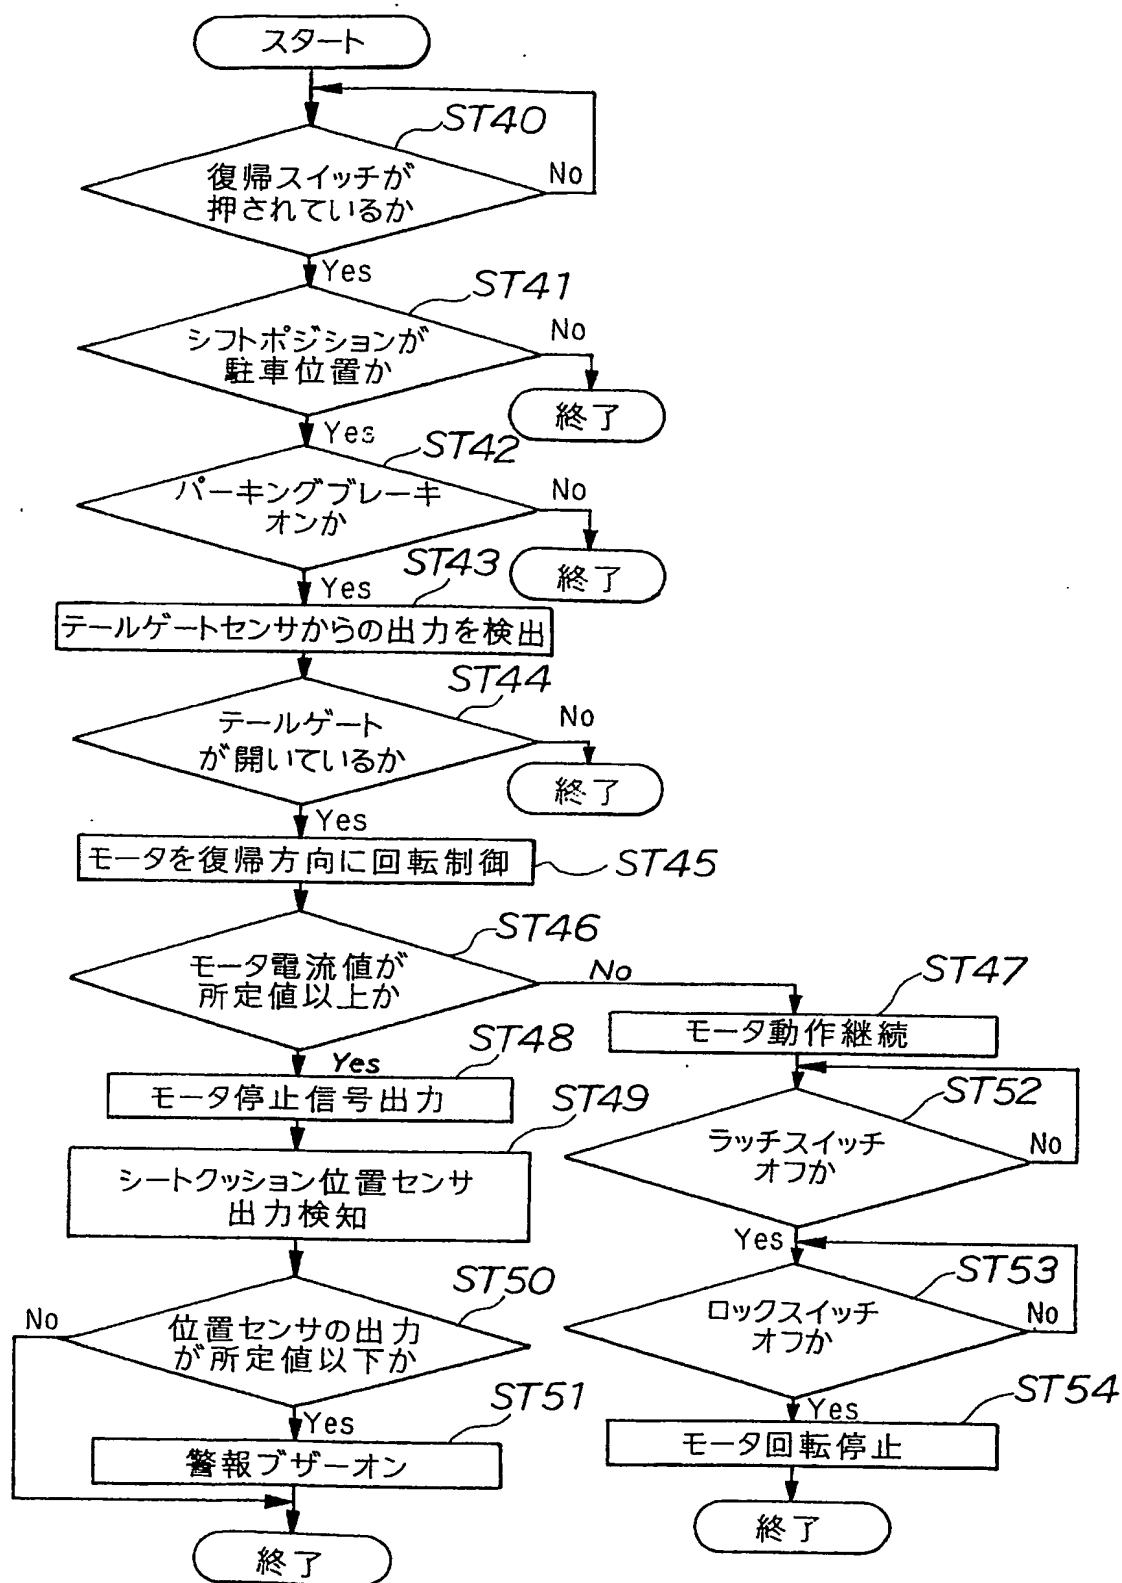 スタート
ST40
復帰スイッチが
押されているか
No
Yes
ST41
シフトポジションが
駐車位置か
No
終了
Yes
ST42
パーキングブレーキ
オンか
No
終了
Yes
ST43
テールゲートセンサからの出力を検出
ST44
テールゲート
が開いているか
No
終了
Yes
モータを復帰方向に回転制御
ST45
ST46
モータ電流値が
所定値以上か
No
ST47
モータ動作継続
Yes
ST48
モータ停止信号出力
ST49
シートクッション位置センサ
出力検知
ST50
位置センサの出力
が所定値以下か
No
Yes
ST51
警報ブザーオン
終了
ST52
ラッチスイッチ
オフか
No
Yes
ST53
ロックスイッチ
オフか
No
Yes
ST54
モータ回転停止
終了